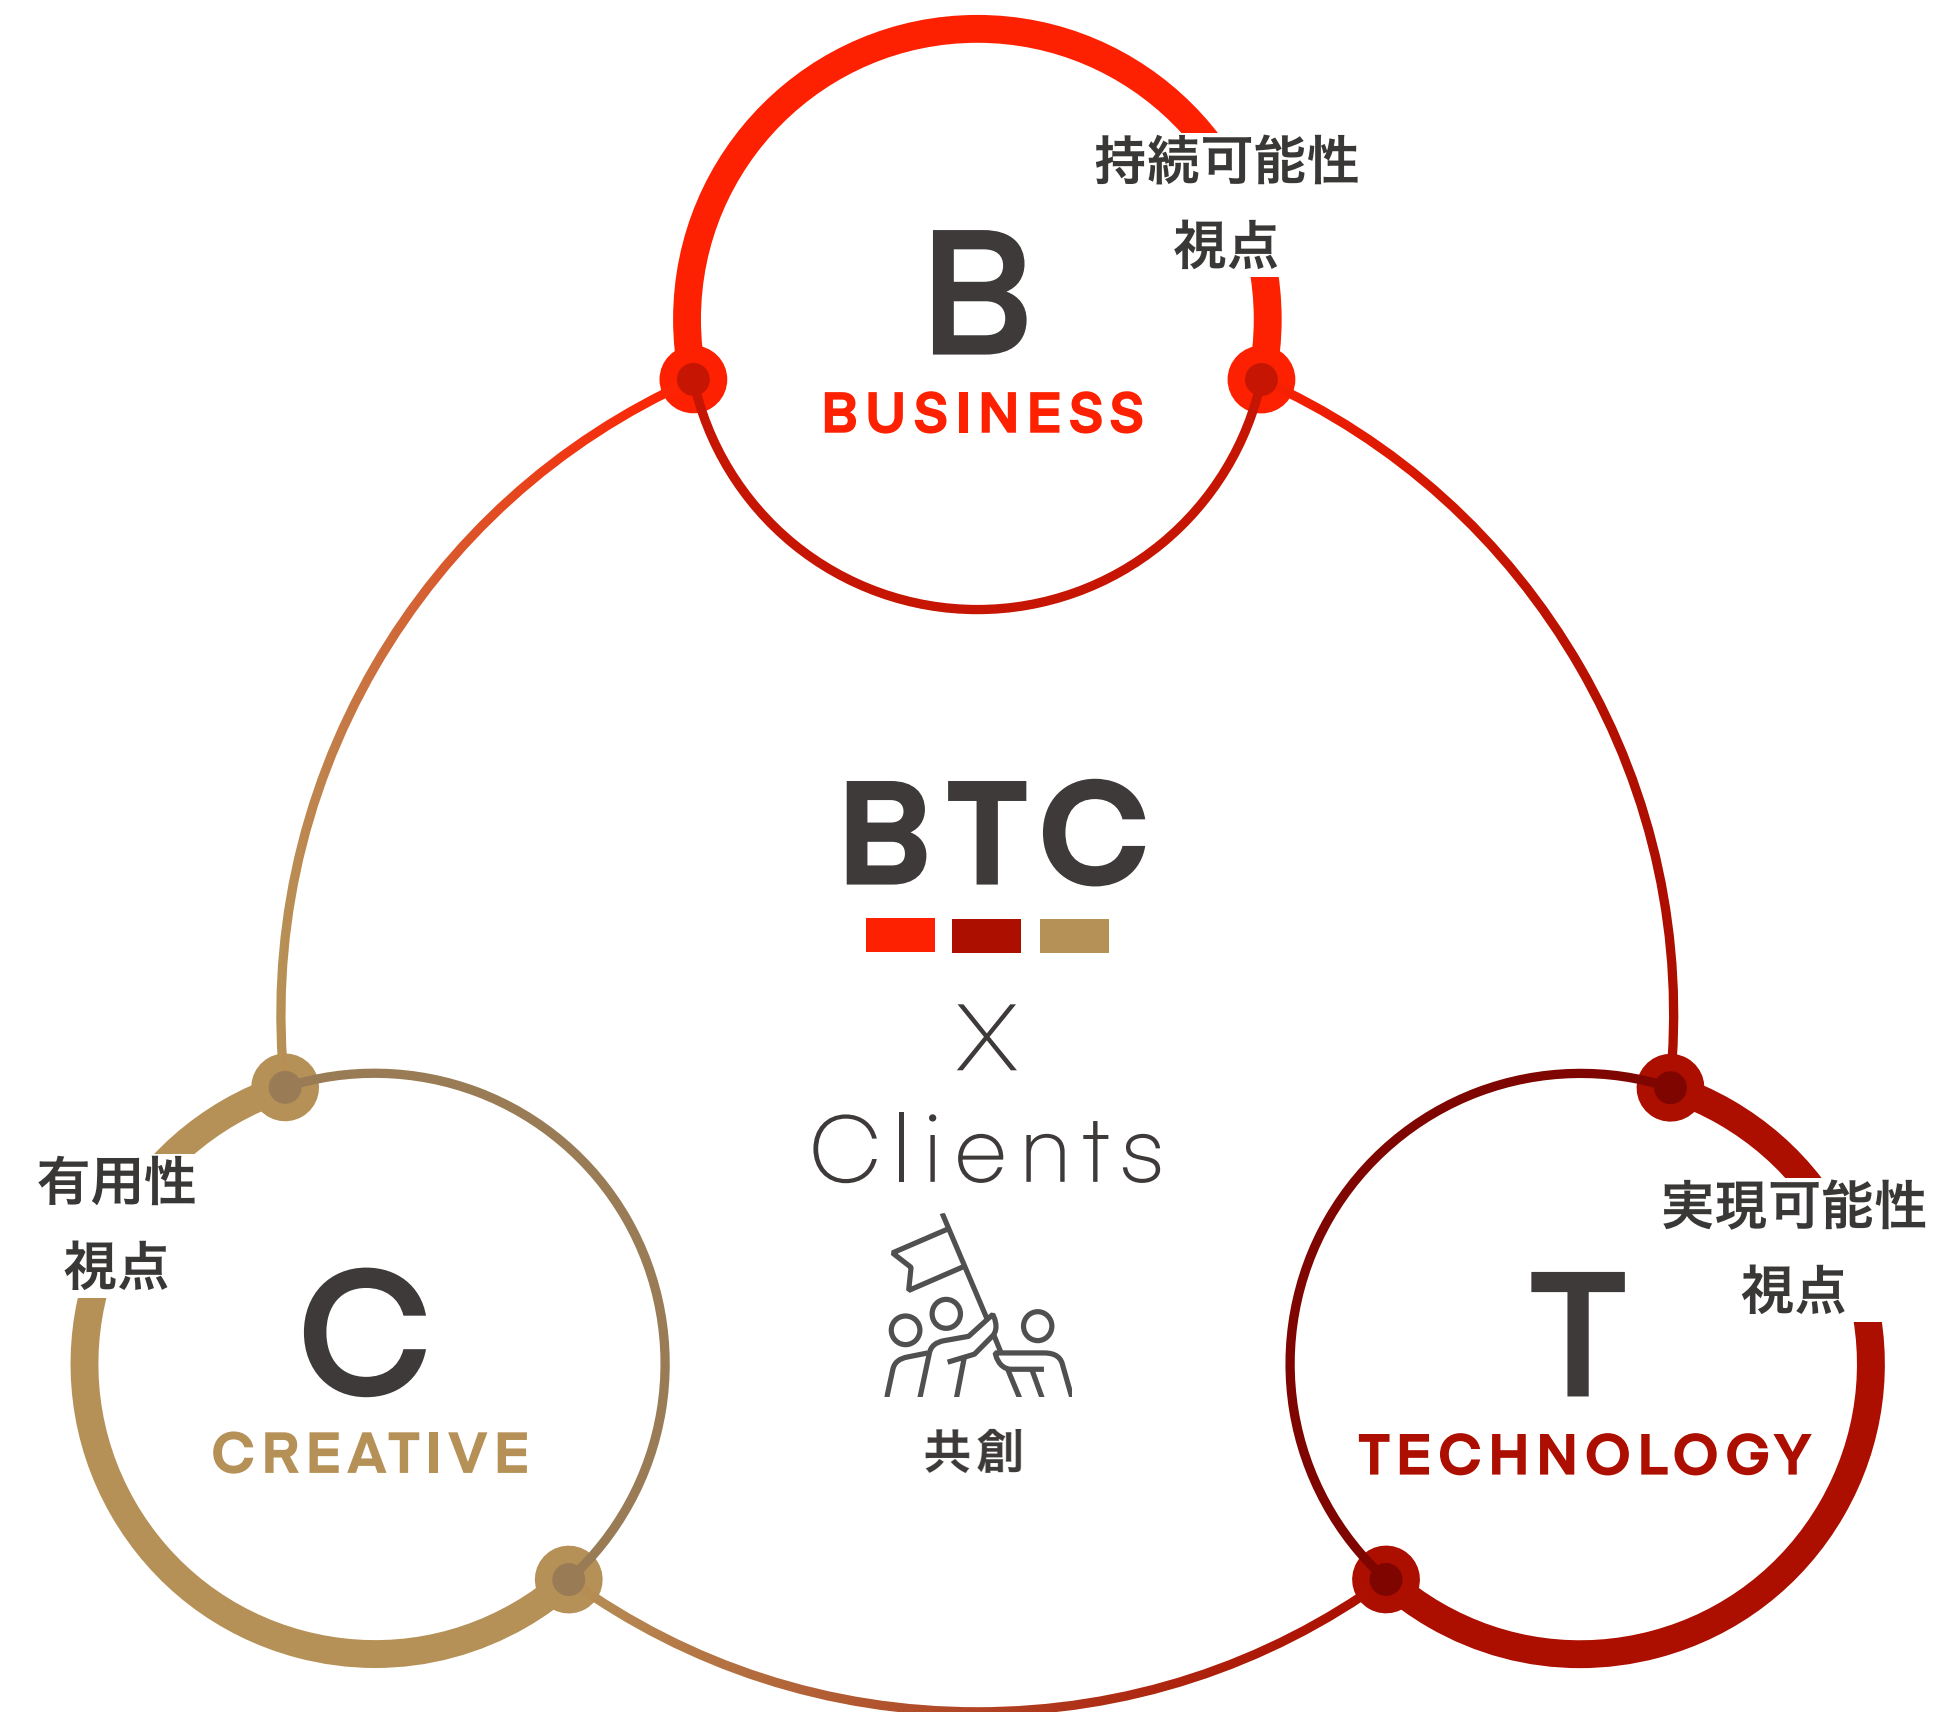 持続可能性
視点
B
BUSINESS
BTC
X
Clients
共創
有用性
視点
C
CREATIVE
実現可能性
視点
T
TECHNOLOGY